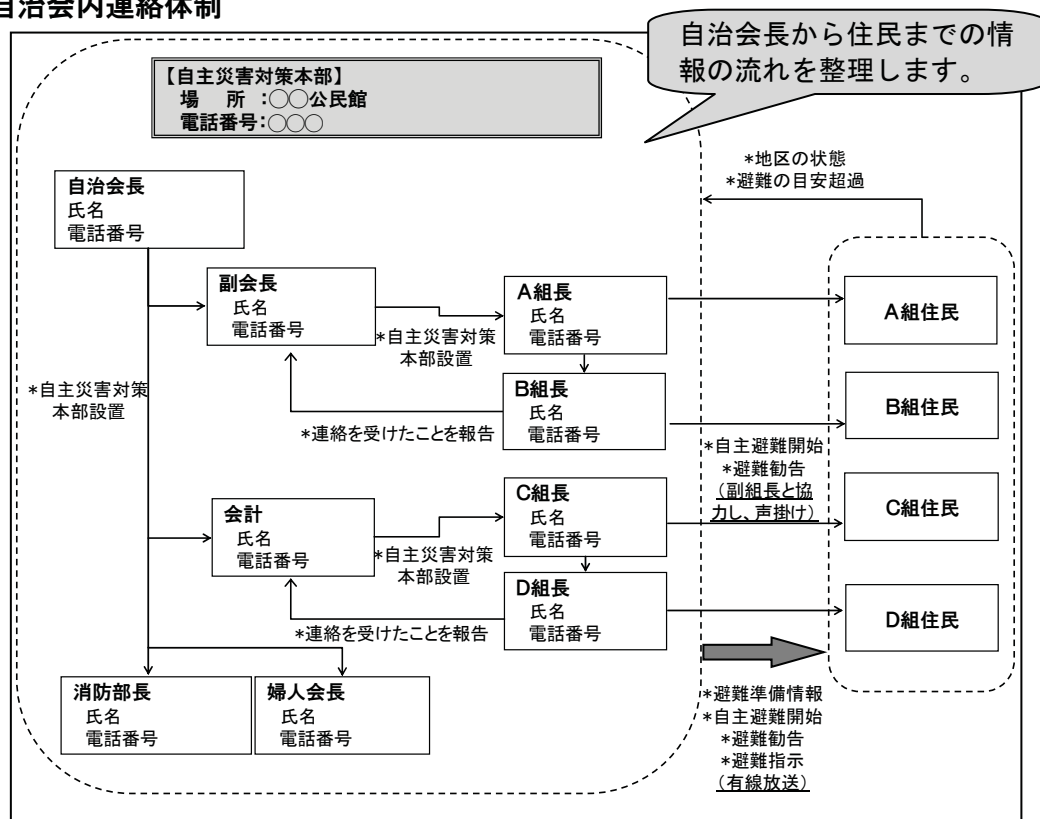 自治会内連絡体制
自治会長から住民までの情
報の流れを整理します。
【自主災害対策本部】
場　所　：○○公民館
電話番号：○○○
*地区の状態
*避難の目安超過
自治会長
氏名
電話番号
副会長
氏名
電話番号
*自主災害対策
本部設置
A組長
氏名
電話番号
A組住民
*自主災害対策
本部設置
B組長
氏名
電話番号
*連絡を受けたことを報告
B組住民
*自主避難開始
*避難勧告
（副組長と協
力し、声掛け）
会計
氏名
電話番号
*自主災害対策
本部設置
C組長
氏名
電話番号
C組住民
D組長
氏名
電話番号
*連絡を受けたことを報告
D組住民
消防部長
氏名
電話番号
婦人会長
氏名
電話番号
*避難準備情報
*自主避難開始
*避難勧告
*避難指示
（有線放送）